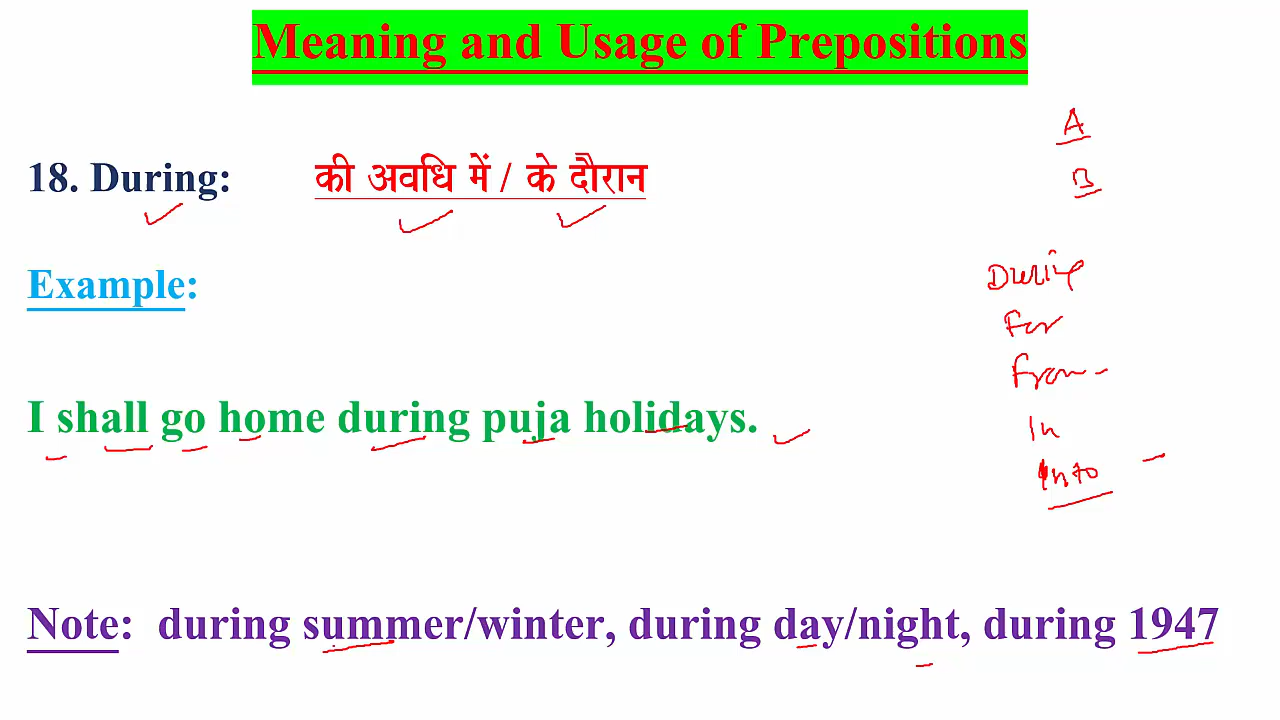 Meaning and Usage of Prepositions
A
18. During: की अवधि में / के दौरान
B
During
Example:
For
From
I shall go home during puja holidays.
In
Into
Note: during summer/winter, during day/night, during 1947